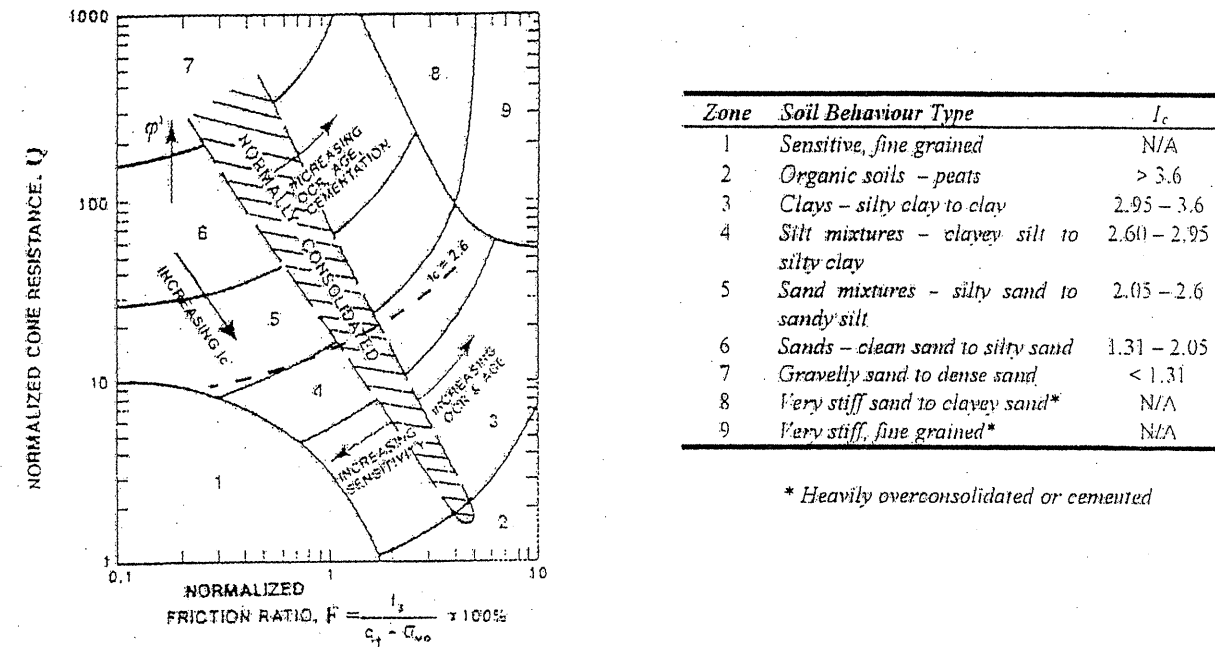 1000
100
10
1
0.1
1
10
NORMALIZED CONE RESISTANCE, Q
7
8
9
φ'
6
5
4
3
1
2
NORMALLY CONSOLIDATED
INCREASING
OCR, AGE
CEMENTATION
Ic = 2.6
INCREASING Ic
INCREASING
OCR & AGE
INCREASING
SENSITIVIT
NORMALIZED
FRICTION RATIO, F = fs / (qt - σvo) x 100%
Zone Soil Behaviour Type Ic
1 Sensitive, fine grained N/A
2 Organic soils – peats > 3.6
3 Clays – silty clay to clay 2.95 – 3.6
4 Silt mixtures – clayey silt to 2.60 – 2.95
silty clay
5 Sand mixtures – silty sand to 2.05 – 2.6
sandy silt
6 Sands – clean sand to silty sand 1.31 – 2.05
7 Gravelly sand to dense sand < 1.31
8 Very stiff sand to clayey sand* N/A
9 Very stiff, fine grained* N/A
* Heavily overconsolidated or cemented